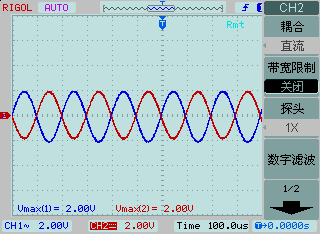 RIGOL AUTO
CH2
Rmt
耦合
直流
带宽限制
关闭
探头
1X
数字滤波
1/2
Vmax(1)= 2.00V Vmax(2)= 2.00V
CH1~ 2.00V CH2 2.00V Time 100.0us T→0.0000s